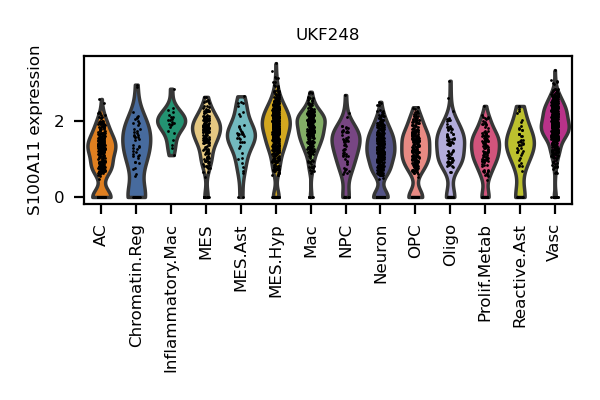 UKF248
S100A11 expression
2
0
AC
Chromatin.Reg
Inflammatory.Mac
MES
MES.Ast
MES.Hyp
Mac
NPC
Neuron
OPC
Oligo
Prolif.Metab
Reactive.Ast
Vasc